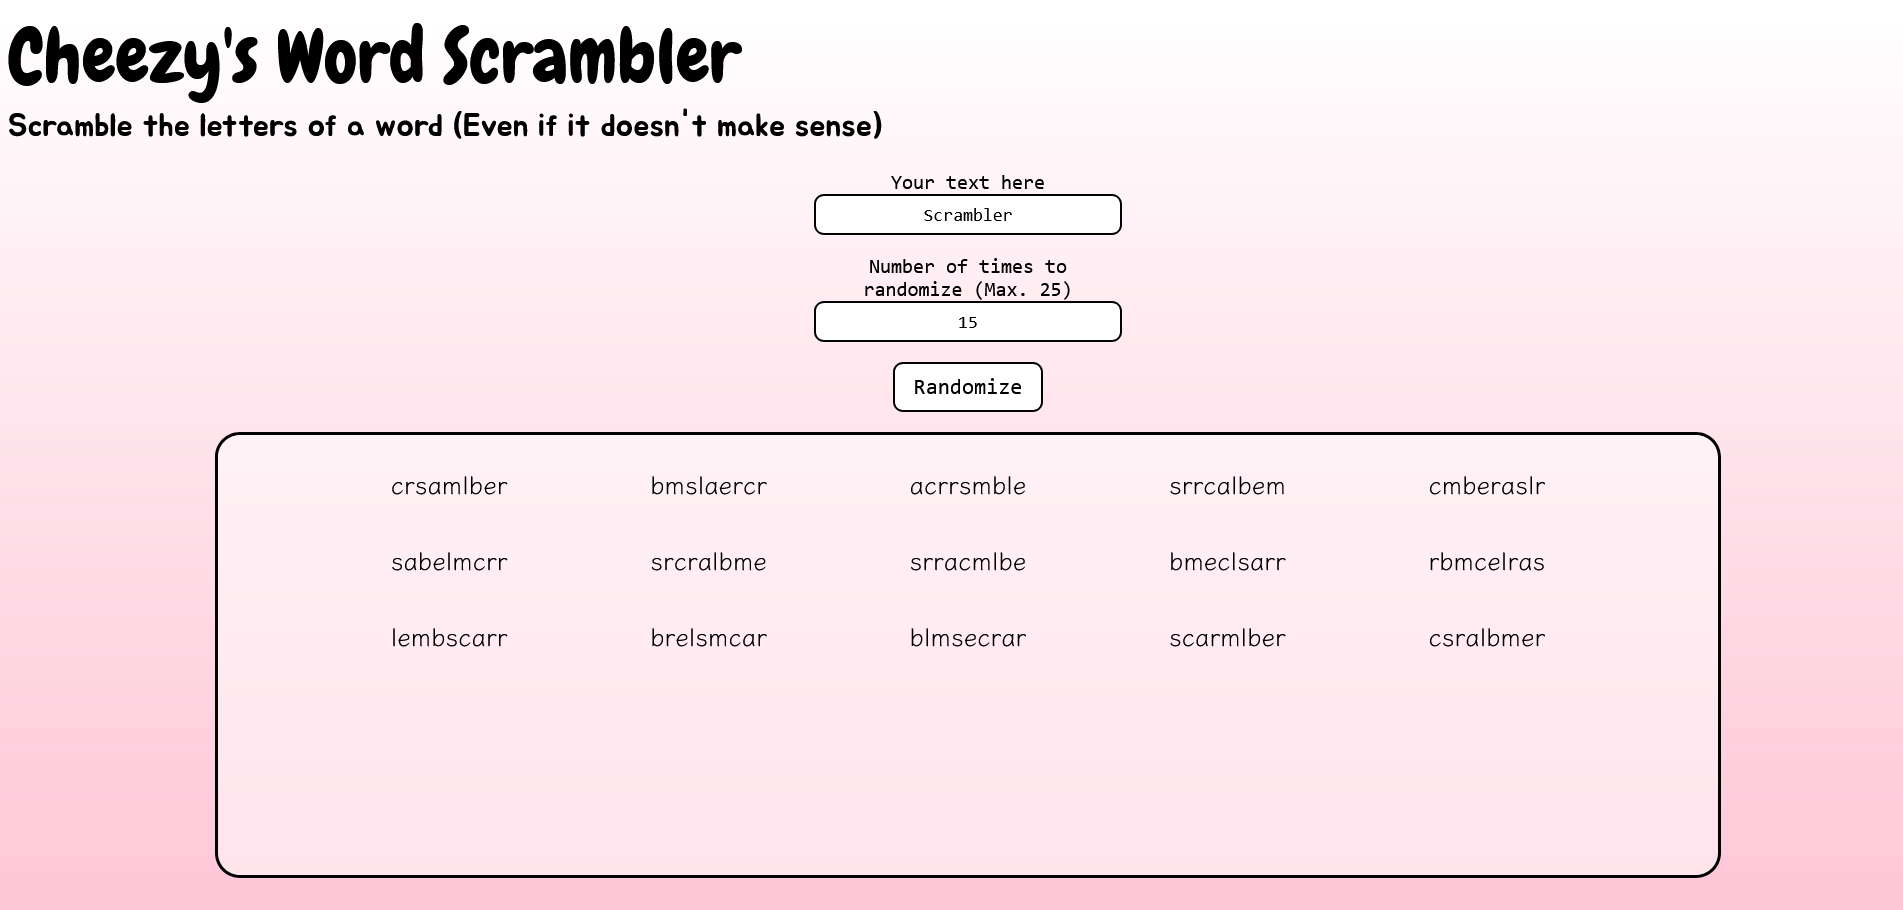 Cheezy's Word Scrambler
Scramble the letters of a word (Even if it doesn't make sense)
Your text here
Scrambler
Number of times to
randomize (Max. 25)
15
Randomize
crsamlber bmslaercr acrrsmble srrcalbem cmberaslr
sabelmcrr srcralbme srracmlbe bmeclsarr rbmcelras
lembscarr brelsmcar blmsecrar scarmlber csralbmer